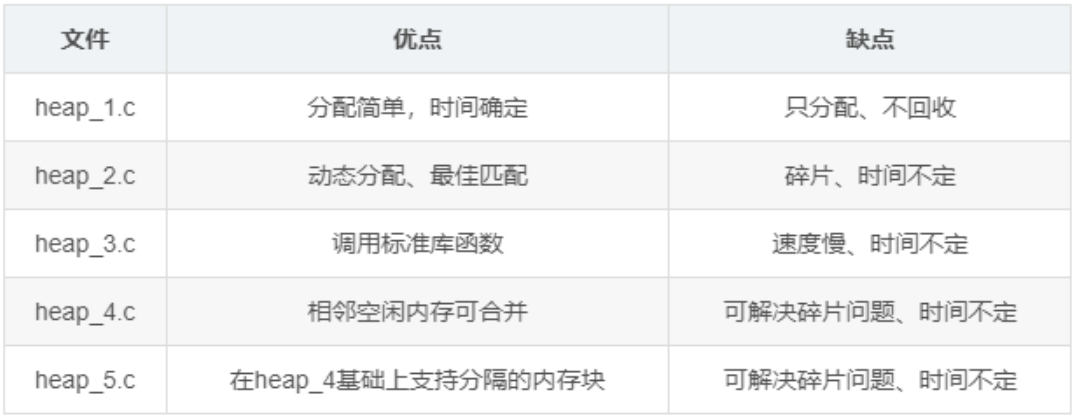 文件 优点 缺点
heap_1.c 分配简单，时间确定 只分配、不回收
heap_2.c 动态分配、最佳匹配 碎片、时间不定
heap_3.c 调用标准库函数 速度慢、时间不定
heap_4.c 相邻空闲内存可合并 可解决碎片问题、时间不定
heap_5.c 在heap_4基础上支持分隔的内存块 可解决碎片问题、时间不定